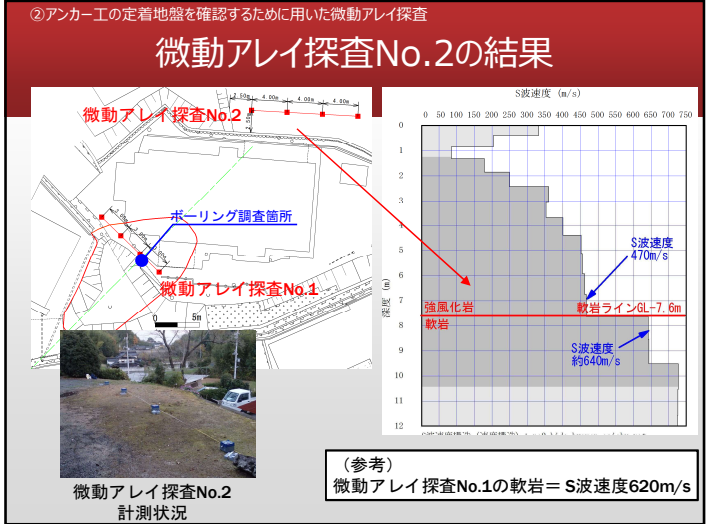 ②アンカー工の定着地盤を確認するために用いた微動アレイ探査
微動アレイ探査No.2の結果
微動アレイ探査No.2
2.50m 4.00m 4.00m 4.00m
2.50m
ボーリング調査箇所
微動アレイ探査No.1
0 5m
S波速度 (m/s)
0 50 100 150 200 250 300 350 400 450 500 550 600 650 700 750
0
1
2
3
4
5
6
7
8
9
10
11
12
深度 (m)
S波速度
470m/s
強風化岩
軟岩ラインGL-7.6m
軟岩
S波速度
約640m/s
微動アレイ探査No.2
計測状況
(参考)
微動アレイ探査No.1の軟岩＝S波速度620m/s